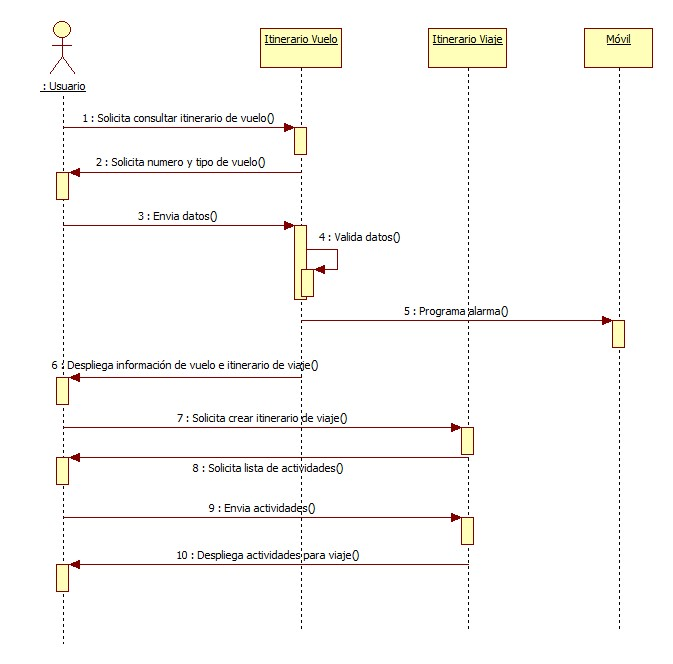 Itinerario Vuelo
Itinerario Viaje
Móvil
: Usuario
1 : Solicita consultar itinerario de vuelo()
2 : Solicita numero y tipo de vuelo()
3 : Envia datos()
4 : Valida datos()
5 : Programa alarma()
6 : Despliega información de vuelo e itinerario de viaje()
7 : Solicita crear itinerario de viaje()
8 : Solicita lista de actividades()
9 : Envia actividades()
10 : Despliega actividades para viaje()